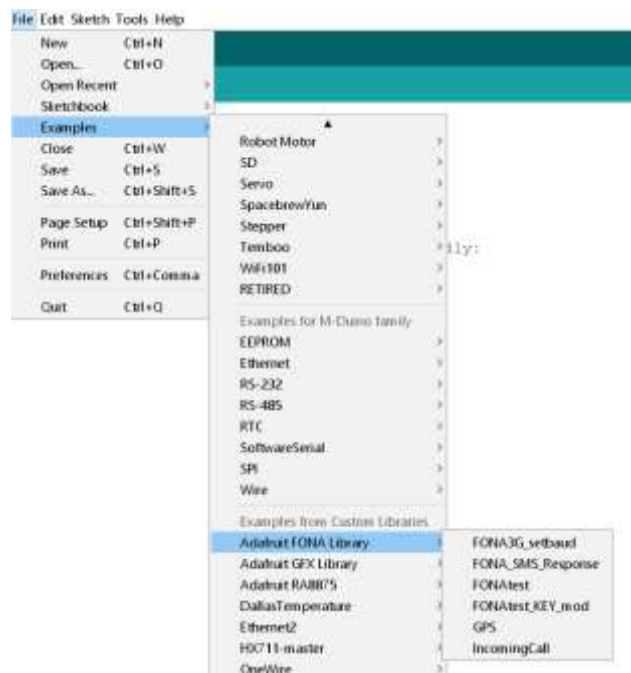 File Edit Sketch Tools Help
New Ctrl+N
Open... Ctrl+O
Open Recent
Sketchbook
Examples
Close Ctrl+W
Save Ctrl+S
Save As... Ctrl+Shift+S
Page Setup Ctrl+Shift+P
Print Ctrl+P
Preferences Ctrl+Comma
Quit Ctrl+Q
Robot Motor
SD
Servo
SpacebrewYun
Stepper
Temboo
WiFi101
RETIRED
Examples for M-Duino family
EEPROM
Ethernet
RS-232
RS-485
RTC
SoftwareSerial
SPI
Wire
Examples from Custom Libraries
Adafruit FONA Library
Adafruit GFX Library
Adafruit RA8875
DallasTemperature
Ethernet2
HX711-master
OneWire
FONA3G_setbaud
FONA_SMS_Response
FONAtest
FONAtest_KEY_mod
GPS
IncomingCall
ily: